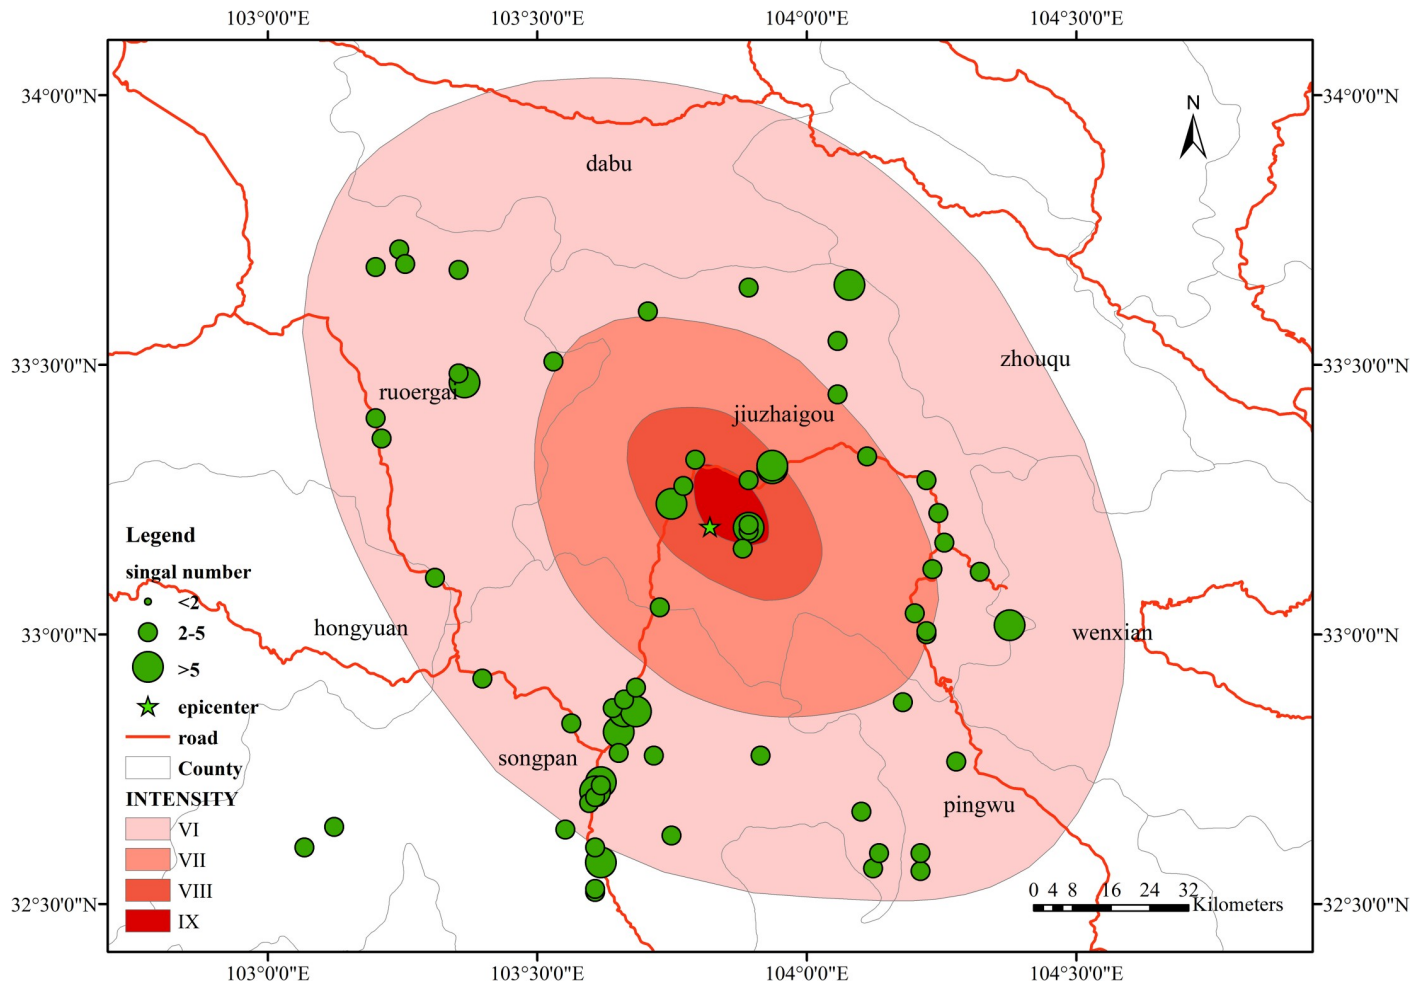 103°0'0"E 103°30'0"E 104°0'0"E 104°30'0"E
34°0'0"N 34°0'0"N
N
dabu
33°30'0"N 33°30'0"N
zhouqu
ruoergai
jiuzhaigou
Legend
singal number
<2
2-5
>5
epicenter
road
County
INTENSITY
VI
VII
VIII
IX
hongyuan
33°0'0"N 33°0'0"N
wenxian
songpan
pingwu
0 4 8 16 24 32
Kilometers
32°30'0"N 32°30'0"N
103°0'0"E 103°30'0"E 104°0'0"E 104°30'0"E